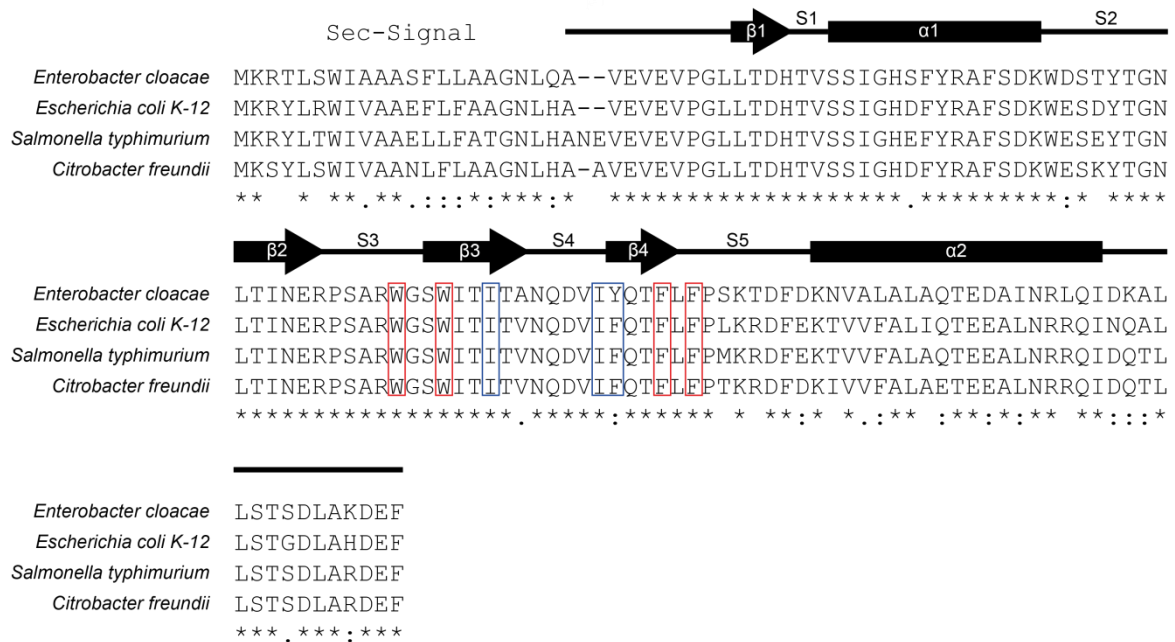 Sec-Signal β1 S1 α1 S2
Enterobacter cloacae MKRTLSWIAAASFLLAAGNLQA--VEVEVPGLLTDHTVSSIGHSFYRAFSDKWDSTYTGN
Escherichia coli K-12 MKRYLRWIVAAEFLFAAGNLHA--VEVEVPGLLTDHTVSSIGHDFYRAFSDKWESDYTGN
Salmonella typhimurium MKRYLTWIVAAELLFATGNLHANEVEVEVPGLLTDHTVSSIGHEFYRAFSDKWESEYTGN
Citrobacter freundii MKSYLSWIVAANLFLAAGNLHA-AVEVEVPGLLTDHTVSSIGHDFYRAFSDKWESKYTGN
**  * **.**.:::*:***:*  *******************.*********:* ****
β2 S3 β3 S4 β4 S5 α2
Enterobacter cloacae LTINERPSARWGSWITITANQDVIYQTFLFPSKTDFDKNVALALAQTEDAINRLQIDKAL
Escherichia coli K-12 LTINERPSARWGSWITITVNQDVIFQTFLFPLKRDFEKTVVFALIQTEEALNRRQINQAL
Salmonella typhimurium LTINERPSARWGSWITITVNQDVIFQTFLFPMKRDFEKTVVFALAQTEEALNRRQIDQTL
Citrobacter freundii LTINERPSARWGSWITITVNQDVIFQTFLFPTKRDFDKIVVFALAETEEALNRRQIDQTL
******************.*****:****** * **:* *.:** :**:*:** **:::*
Enterobacter cloacae LSTSDLAKDEF
Escherichia coli K-12 LSTGDLAHDEF
Salmonella typhimurium LSTSDLARDEF
Citrobacter freundii LSTSDLARDEF
***.***:***